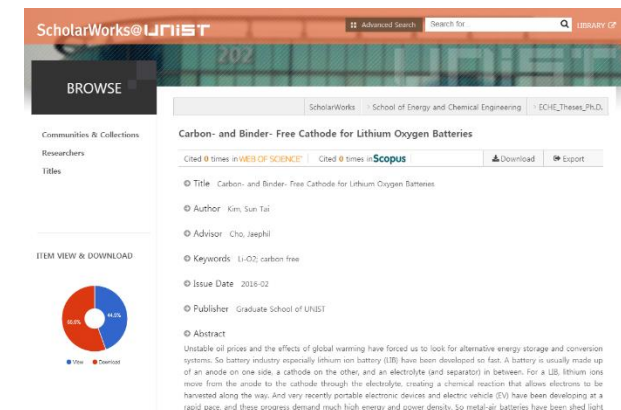 ScholarWorks@UNIST
Advanced Search
Search for
LIBRARY
202
BROWSE
ScholarWorks
School of Energy and Chemical Engineering
ECHE_Theses_Ph.D.
Communities & Collections
Researchers
Titles
Carbon- and Binder- Free Cathode for Lithium Oxygen Batteries
Cited 0 times in WEB OF SCIENCE
Cited 0 times in Scopus
Download
Export
Title Carbon- and Binder- Free Cathode for Lithium Oxygen Batteries
Author Kim, Sun Tai
Advisor Cho, Jaephil
Keywords Li-O2; carbon free
Issue Date 2016-02
Publisher Graduate School of UNIST
Abstract
Unstable oil prices and the effects of global warming have forced us to look for alternative energy storage and conversion
systems. So battery industry especially lithium ion battery (LIB) have been developed so fast. A battery is usually made up
of an anode on one side, a cathode on the other, and an electrolyte (and separator) in between. For a LIB, lithium ions
move from the anode to the cathode through the electrolyte, creating a chemical reaction that allows electrons to be
harvested along the way. And very recently portable electronic devices and electric vehicle (EV) have been developing at a
rapid pace, and these progress demand much high energy and power density. So metal-air batteries have been shed light
ITEM VIEW & DOWNLOAD
44.5%
View
Download